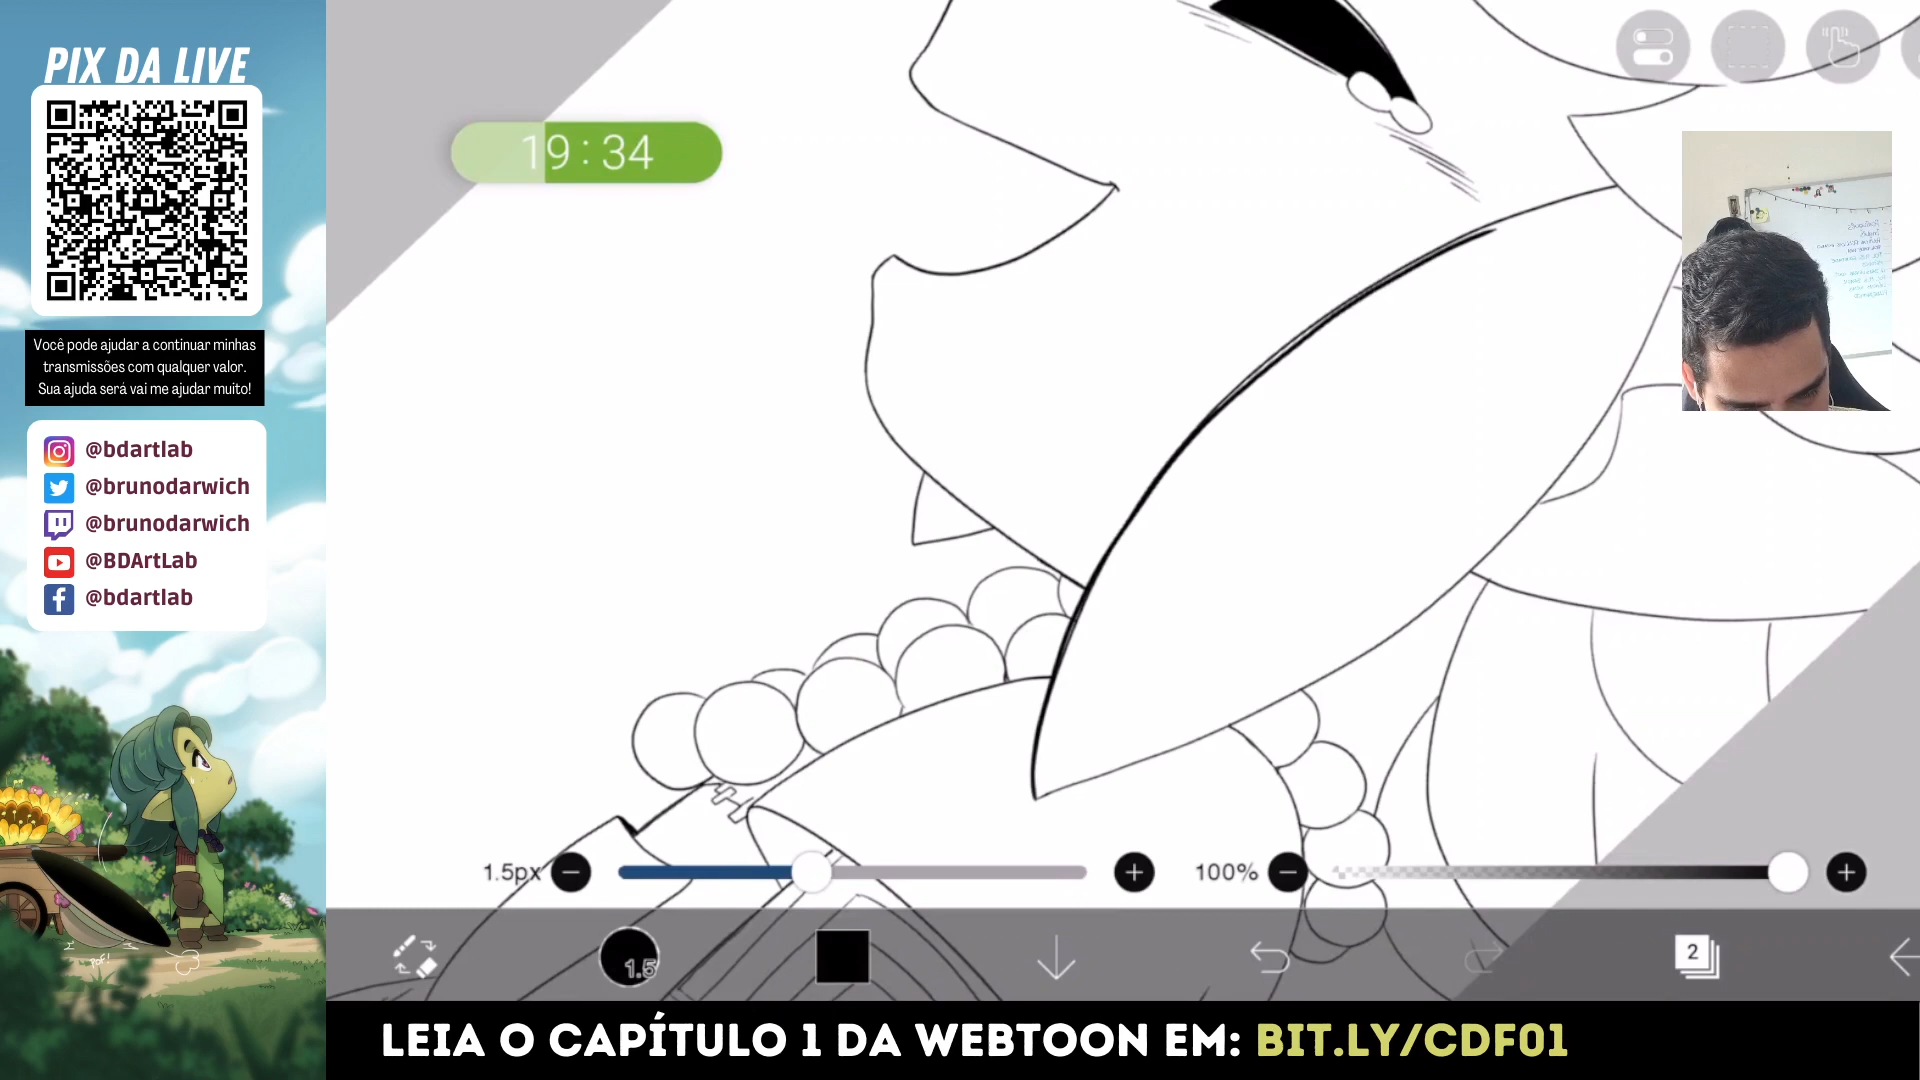 PIX DA LIVE
Você pode ajudar a continuar minhas
transmissões com qualquer valor.
Sua ajuda será vai me ajudar muito!
@bdartlab
@brunodarwich
@brunodarwich
@BDArtLab
@bdartlab
POF!
19:34
1.5px
100%
1.5
2
LEIA O CAPÍTULO 1 DA WEBTOON EM: BIT.LY/CDF01